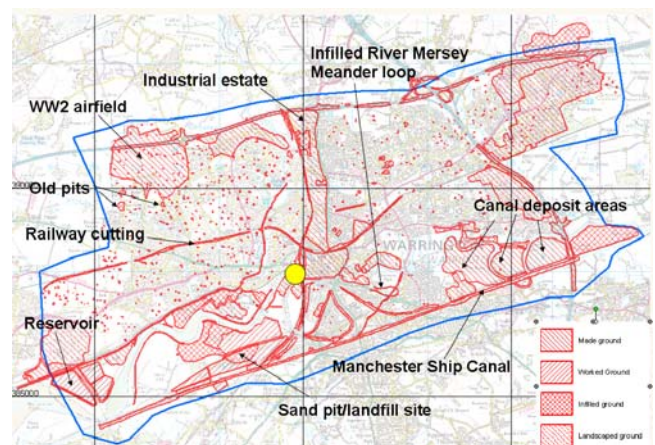 Infilled River Mersey
Meander loop
Industrial estate
WW2 airfield
Old pits
Canal deposit areas
Railway cutting
WARRING
Reservoir
Manchester Ship Canal
Sand pit/landfill site
385000
Made ground
Worked Ground
Infilled ground
Landscaped ground